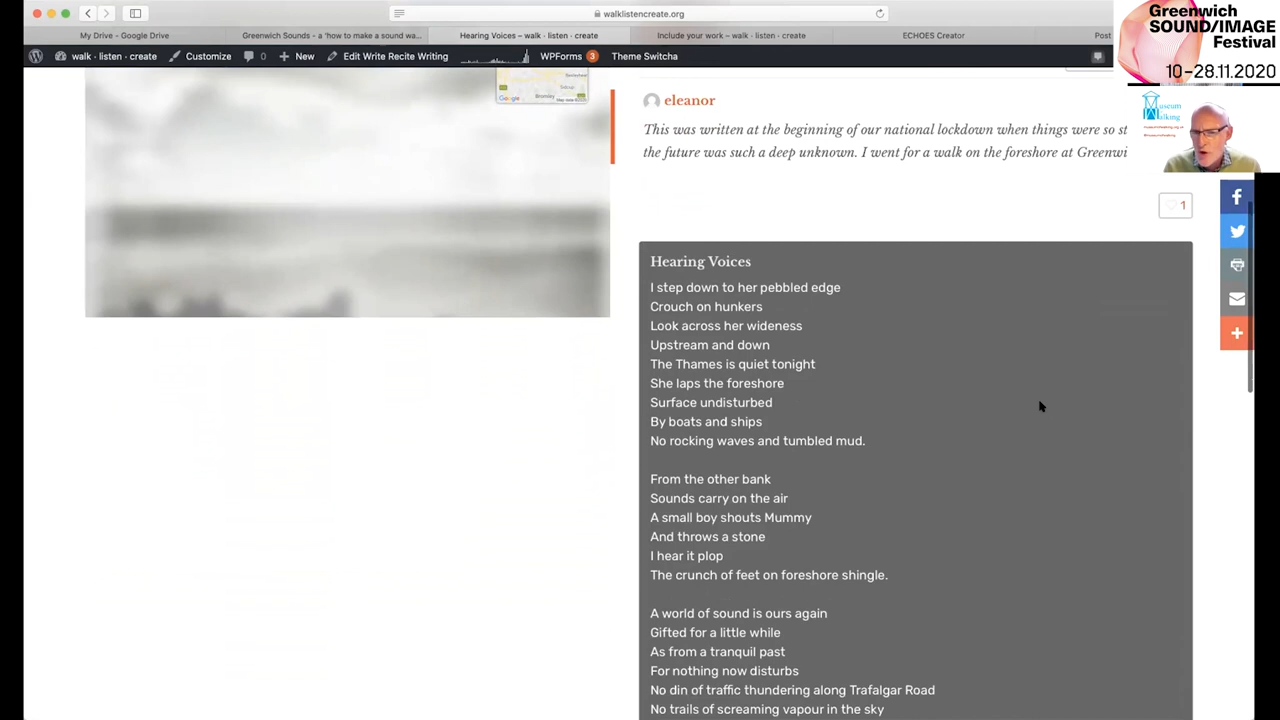 walklistencreate.org
My Drive - Google Drive
Greenwich Sounds - a 'how to make a sound wa...
Hearing Voices – walk · listen · create
Include your work – walk · listen · create
ECHOES Creator
Post
walk · listen · create
Customize
0
New
Edit Write Recite Writing
WPForms 3
Theme Switcha
Greenwich
SOUND/IMAGE
Festival
10–28.11.2020
Google
Bromley
useum
alking
eleanor
This was written at the beginning of our national lockdown when things were so st
the future was such a deep unknown. I went for a walk on the foreshore at Greenwi
1
Hearing Voices
I step down to her pebbled edge
Crouch on hunkers
Look across her wideness
Upstream and down
The Thames is quiet tonight
She laps the foreshore
Surface undisturbed
By boats and ships
No rocking waves and tumbled mud.
From the other bank
Sounds carry on the air
A small boy shouts Mummy
And throws a stone
I hear it plop
The crunch of feet on foreshore shingle.
A world of sound is ours again
Gifted for a little while
As from a tranquil past
For nothing now disturbs
No din of traffic thundering along Trafalgar Road
No trails of screaming vapour in the sky